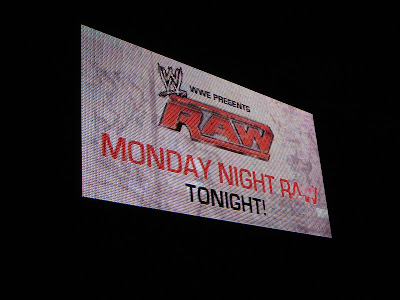 W
WWE PRESENTS
RAW
MONDAY NIGHT RAW
TONIGHT!